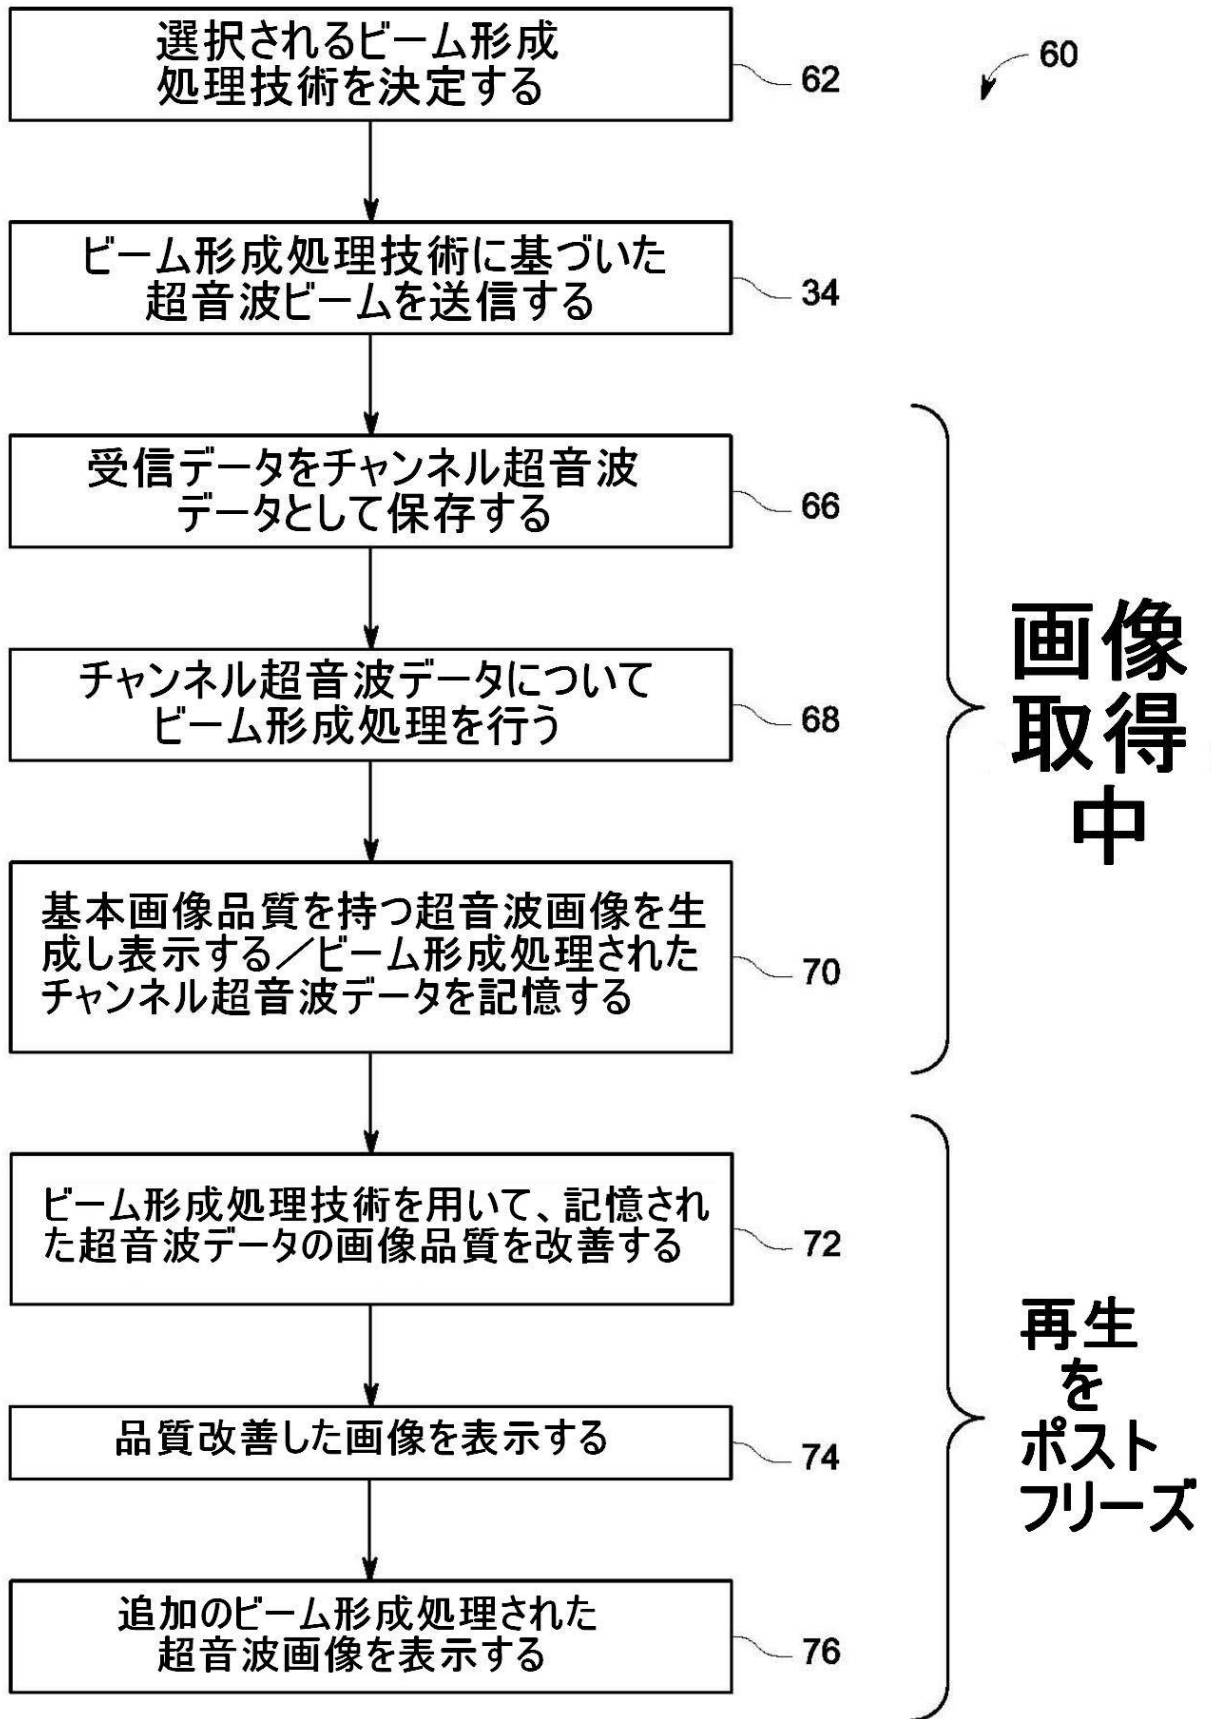 選択されるビーム形成
処理技術を決定する
62
60
ビーム形成処理技術に基づいた
超音波ビームを送信する
34
受信データをチャンネル超音波
データとして保存する
66
チャンネル超音波データについて
ビーム形成処理を行う
68
基本画像品質を持つ超音波画像を生
成し表示する／ビーム形成処理された
チャンネル超音波データを記憶する
70
画像
取得
中
ビーム形成処理技術を用いて、記憶され
た超音波データの画像品質を改善する
72
品質改善した画像を表示する
74
追加のビーム形成処理された
超音波画像を表示する
76
再生
を
ポスト
フリーズ